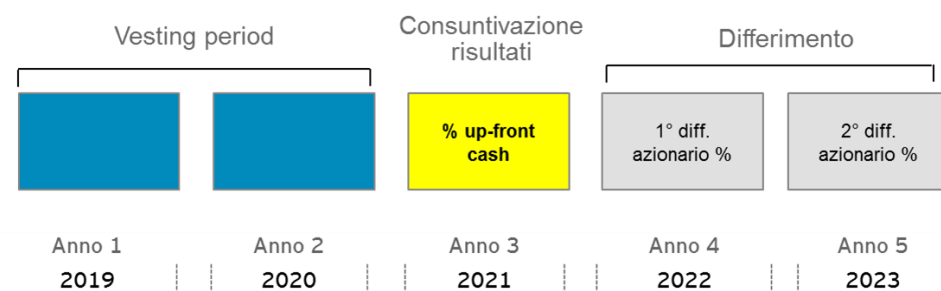 Vesting period
Consuntivazione
risultati
Differimento
% up-front
cash
1° diff.
azionario %
2° diff.
azionario %
Anno 1
Anno 2
Anno 3
Anno 4
Anno 5
2019
2020
2021
2022
2023